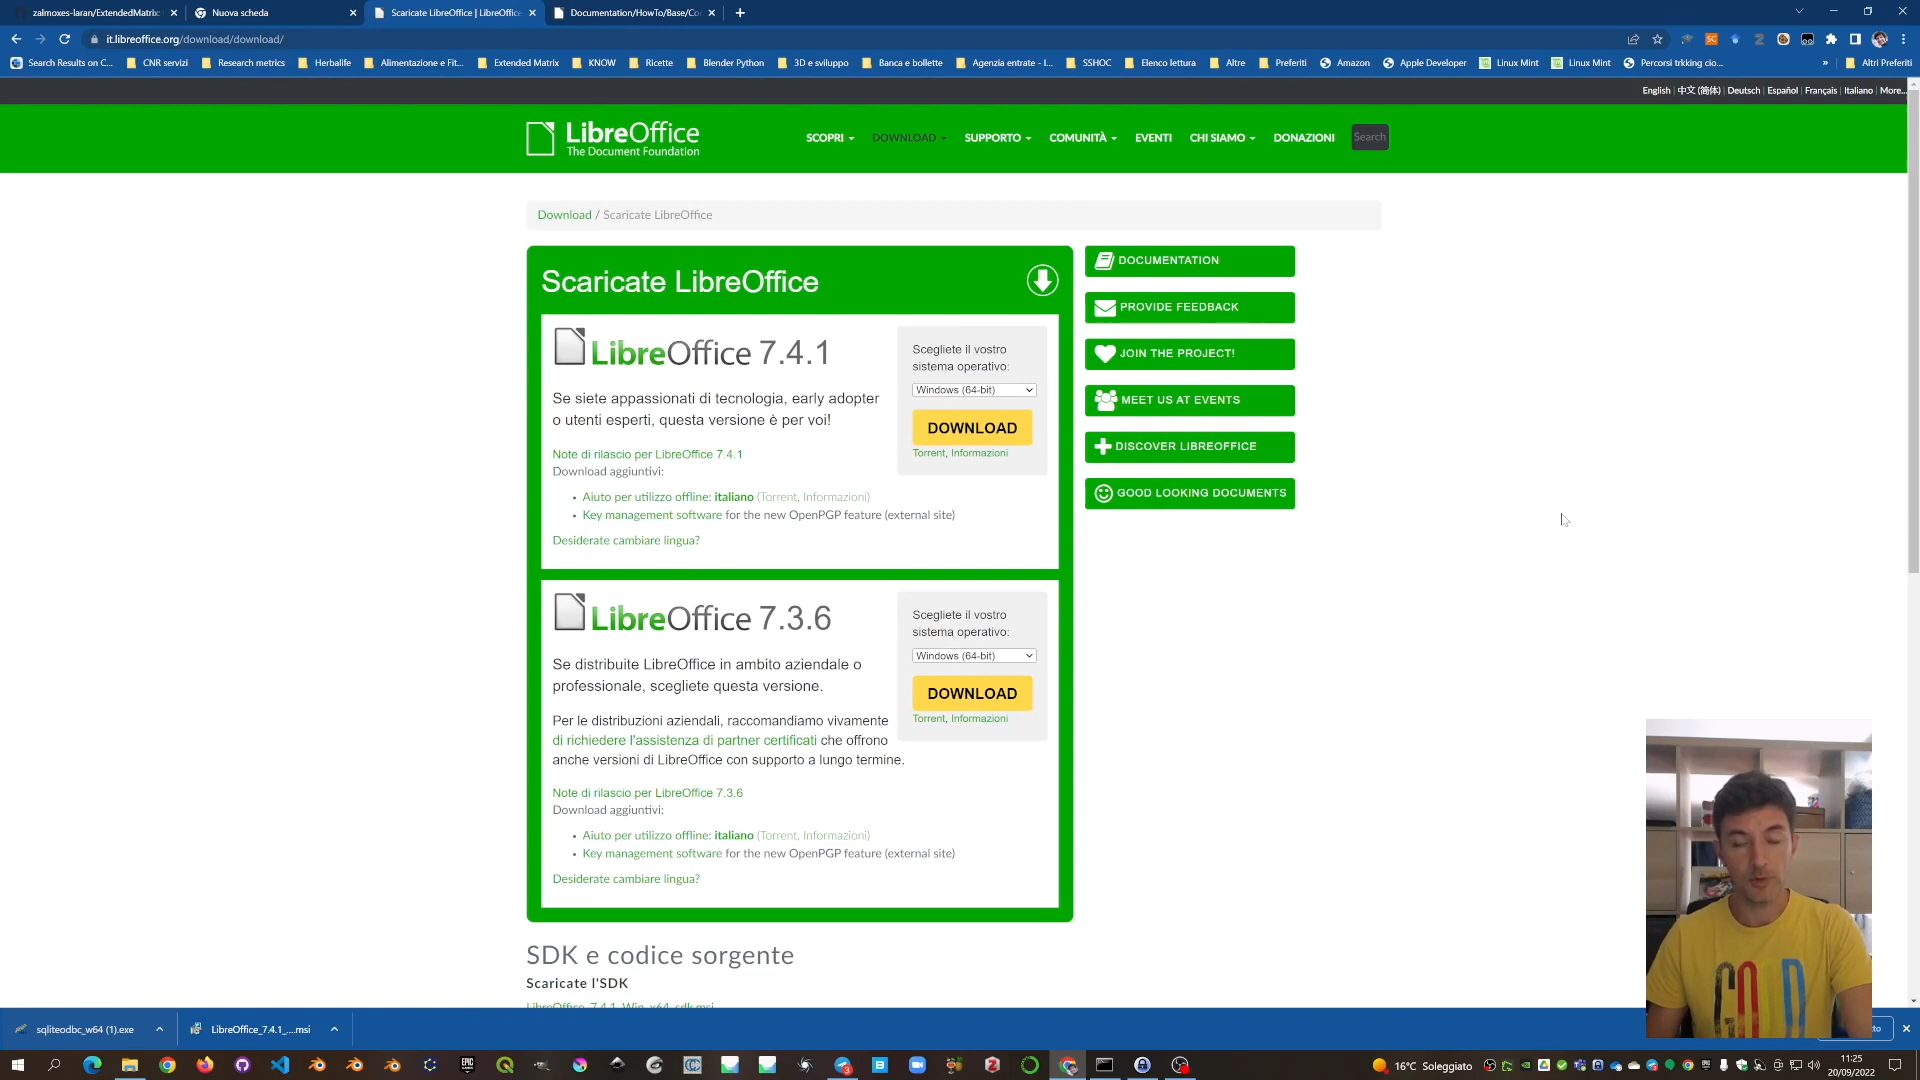 zalmoxes-laran/ExtendedMatrix:
Nuova scheda
Scaricate LibreOffice | LibreOffice
Documentation/HowTo/Base/Co
it.libreoffice.org/download/download/
Search Results on C...
CNR servizi
Research metrics
Herbalife
Alimentazione e Fit...
Extended Matrix
KNOW
Ricette
Blender Python
3D e sviluppo
Banca e bollette
Agenzia entrate - I...
SSHOC
Elenco lettura
Altre
Preferiti
Amazon
Apple Developer
Linux Mint
Linux Mint
Percorsi trkking cio...
»
Altri Preferiti
English | 中文 (简体) | Deutsch | Español | Français | Italiano | More...
LibreOffice
The Document Foundation
SCOPRI
DOWNLOAD
SUPPORTO
COMUNITÀ
EVENTI
CHI SIAMO
DONAZIONI
Search
Download / Scaricate LibreOffice
Scaricate LibreOffice
LibreOffice 7.4.1
Se siete appassionati di tecnologia, early adopter
o utenti esperti, questa versione è per voi!
Note di rilascio per LibreOffice 7.4.1
Download aggiuntivi:
• Aiuto per utilizzo offline: italiano (Torrent, Informazioni)
• Key management software for the new OpenPGP feature (external site)
Desiderate cambiare lingua?
Scegliete il vostro
sistema operativo:
Windows (64-bit)
DOWNLOAD
Torrent, Informazioni
LibreOffice 7.3.6
Se distribuite LibreOffice in ambito aziendale o
professionale, scegliete questa versione.
Per le distribuzioni aziendali, raccomandiamo vivamente
di richiedere l'assistenza di partner certificati che offrono
anche versioni di LibreOffice con supporto a lungo termine.
Note di rilascio per LibreOffice 7.3.6
Download aggiuntivi:
• Aiuto per utilizzo offline: italiano (Torrent, Informazioni)
• Key management software for the new OpenPGP feature (external site)
Desiderate cambiare lingua?
Scegliete il vostro
sistema operativo:
Windows (64-bit)
DOWNLOAD
Torrent, Informazioni
DOCUMENTATION
PROVIDE FEEDBACK
JOIN THE PROJECT!
MEET US AT EVENTS
DISCOVER LIBREOFFICE
GOOD LOOKING DOCUMENTS
SDK e codice sorgente
Scaricate l'SDK
LibreOffice_7.4.1_Win_x64_sdk.msi
sqliteodbc_w64 (1).exe
LibreOffice_7.4.1_....msi
16°C Soleggiato
11:25
20/09/2022